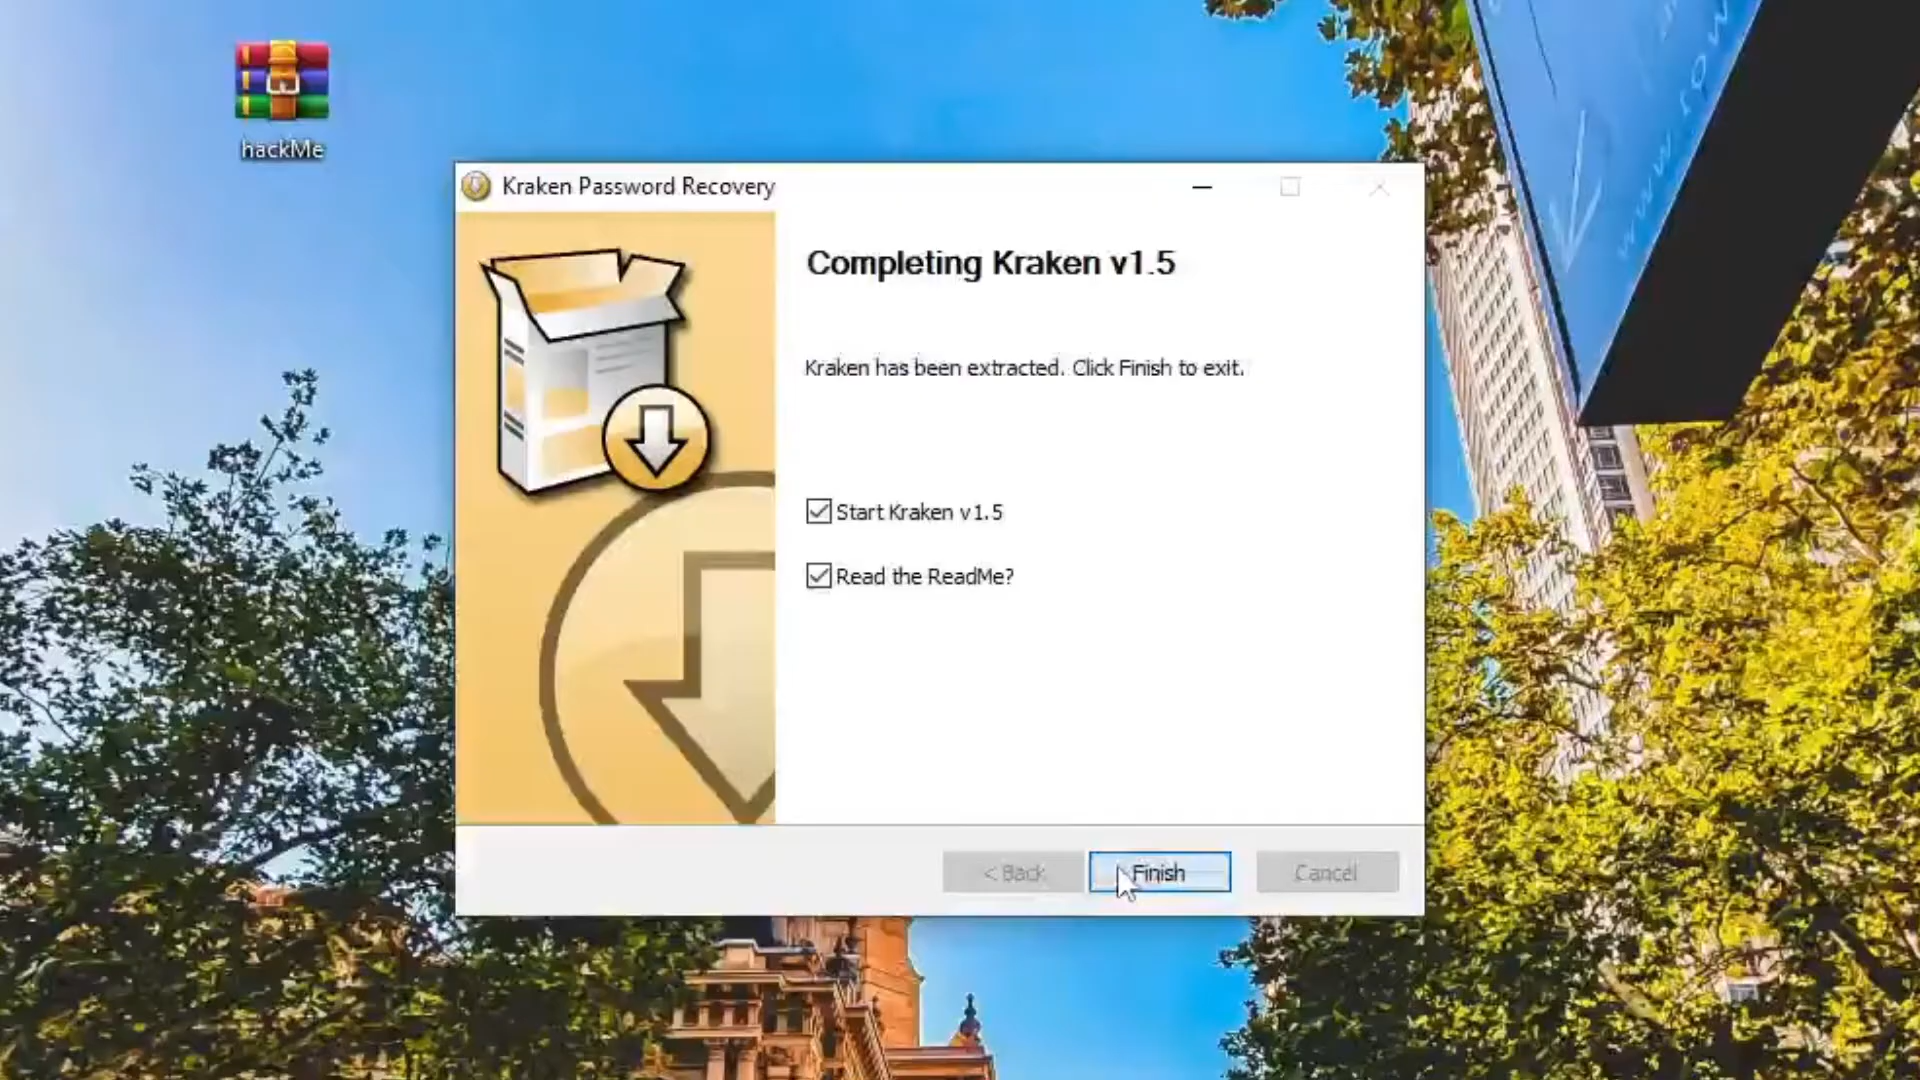 hackMe
Kraken Password Recovery
Completing Kraken v1.5
Kraken has been extracted. Click Finish to exit.
Start Kraken v1.5
Read the ReadMe?
< Back
Finish
Cancel